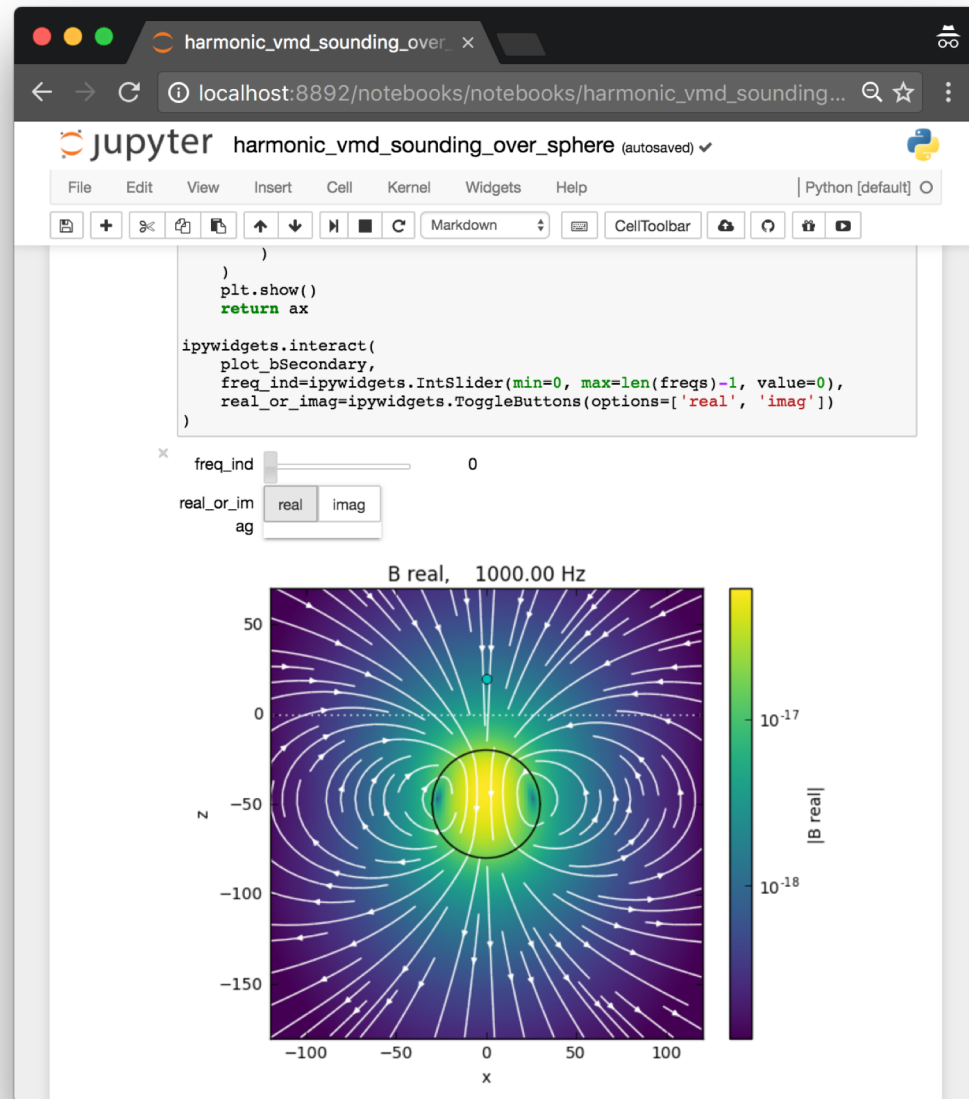 harmonic_vmd_sounding_over_
localhost:8892/notebooks/notebooks/harmonic_vmd_sounding...
jupyter harmonic_vmd_sounding_over_sphere (autosaved)
File Edit View Insert Cell Kernel Widgets Help Python [default]
Markdown CellToolbar
)
)
plt.show()
return ax
ipywidgets.interact(
plot_bSecondary,
freq_ind=ipywidgets.IntSlider(min=0, max=len(freqs)-1, value=0),
real_or_imag=ipywidgets.ToggleButtons(options=['real', 'imag'])
)
freq_ind 0
real_or_im
ag
real imag
B real, 1000.00 Hz
50
0
−50
−100
−150
z
−100 −50 0 50 100
x
10⁻¹⁷
10⁻¹⁸
|B real|